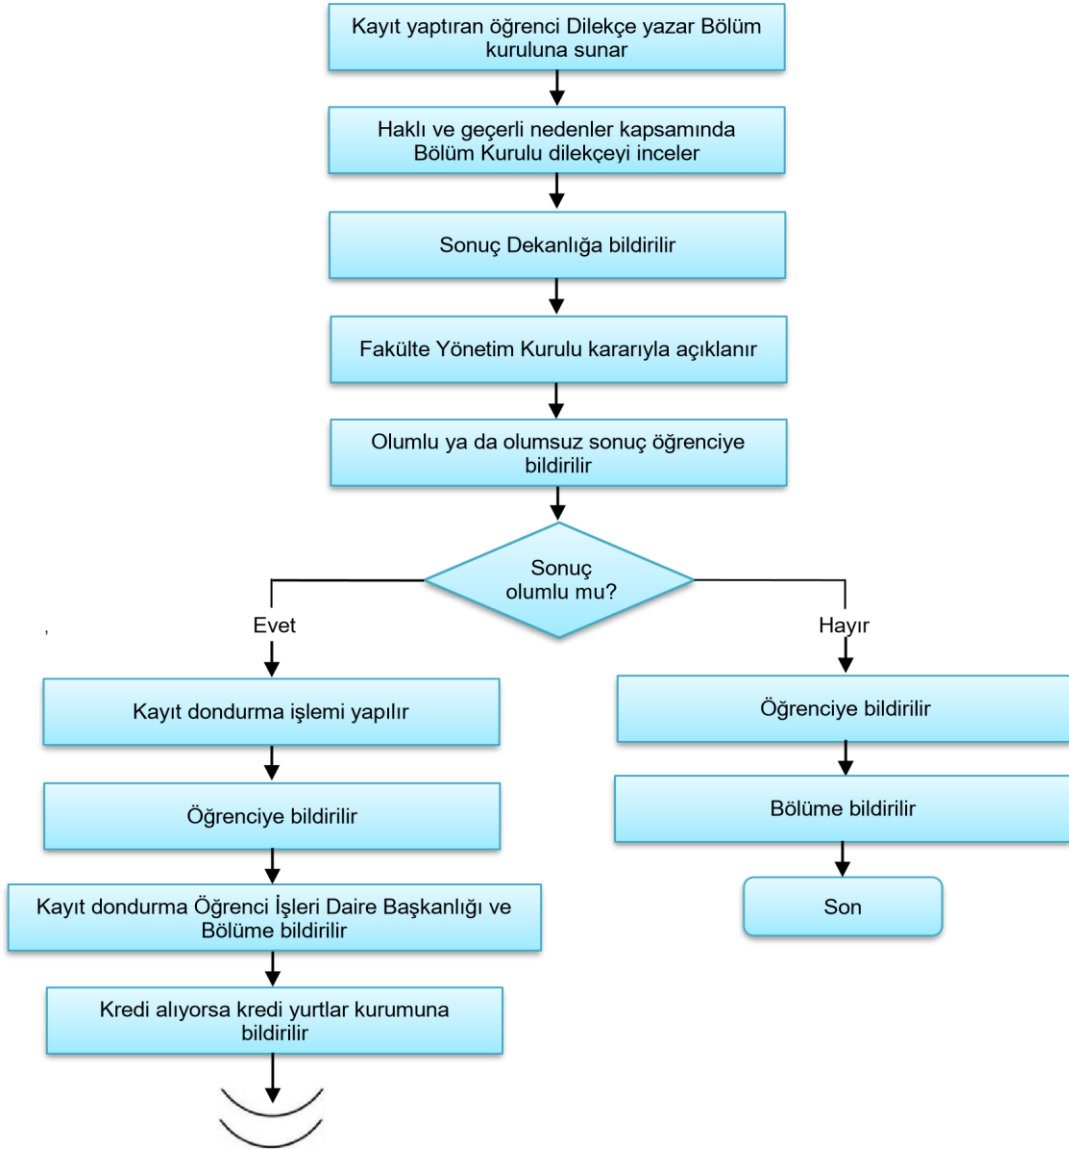 Kayıt yaptıran öğrenci Dilekçe yazar Bölüm
kuruluna sunar
Haklı ve geçerli nedenler kapsamında
Bölüm Kurulu dilekçeyi inceler
Sonuç Dekanlığa bildirilir
Fakülte Yönetim Kurulu kararıyla açıklanır
Olumlu ya da olumsuz sonuç öğrenciye
bildirilir
Sonuç
olumlu mu?
,
Evet
Hayır
Kayıt dondurma işlemi yapılır
Öğrenciye bildirilir
Kayıt dondurma Öğrenci İşleri Daire Başkanlığı ve
Bölüme bildirilir
Kredi alıyorsa kredi yurtlar kurumuna
bildirilir
Öğrenciye bildirilir
Bölüme bildirilir
Son